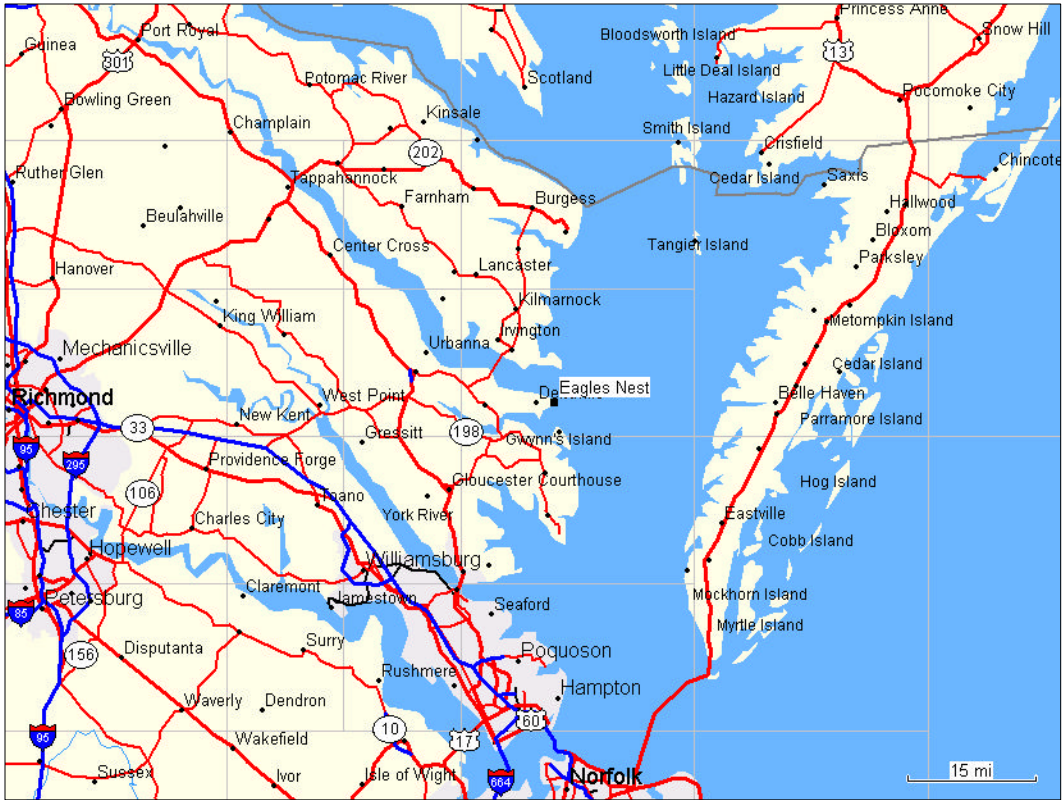 Princess Anne
Port Royal
Bloodsworth Island
Snow Hill
Guinea
13
301
Little Deal Island
Potomac River
Scotland
Hazard Island
Pocomoke City
Bowling Green
Kinsale
Champlain
Smith Island
Crisfield
202
Chincote
Ruther Glen
Tappahannock
Cedar Island
Saxis
Farnham
Burgess
Hallwood
Beulahville
Bloxom
Center Cross
Tangier Island
Parksley
Hanover
Lancaster
Kilmarnock
King William
Metompkin Island
Irvington
Urbanna
Mechanicsville
Cedar Island
Eagles Nest
Richmond
West Point
Belle Haven
New Kent
Parramore Island
33
198
Gressitt
Gwynn's Island
95
295
Providence Forge
Gloucester Courthouse
Hog Island
106
Toano
Chester
Charles City
York River
Eastville
Cobb Island
Hopewell
Williamsburg
Claremont
Mockhorn Island
Petersburg
Jamestown
Seaford
85
Myrtle Island
156
Disputanta
Surry
Poquoson
Rushmere
Hampton
Waverly
Dendron
60
10
17
95
Wakefield
Sussex
Ivor
Isle of Wight
664
Norfolk
15 mi